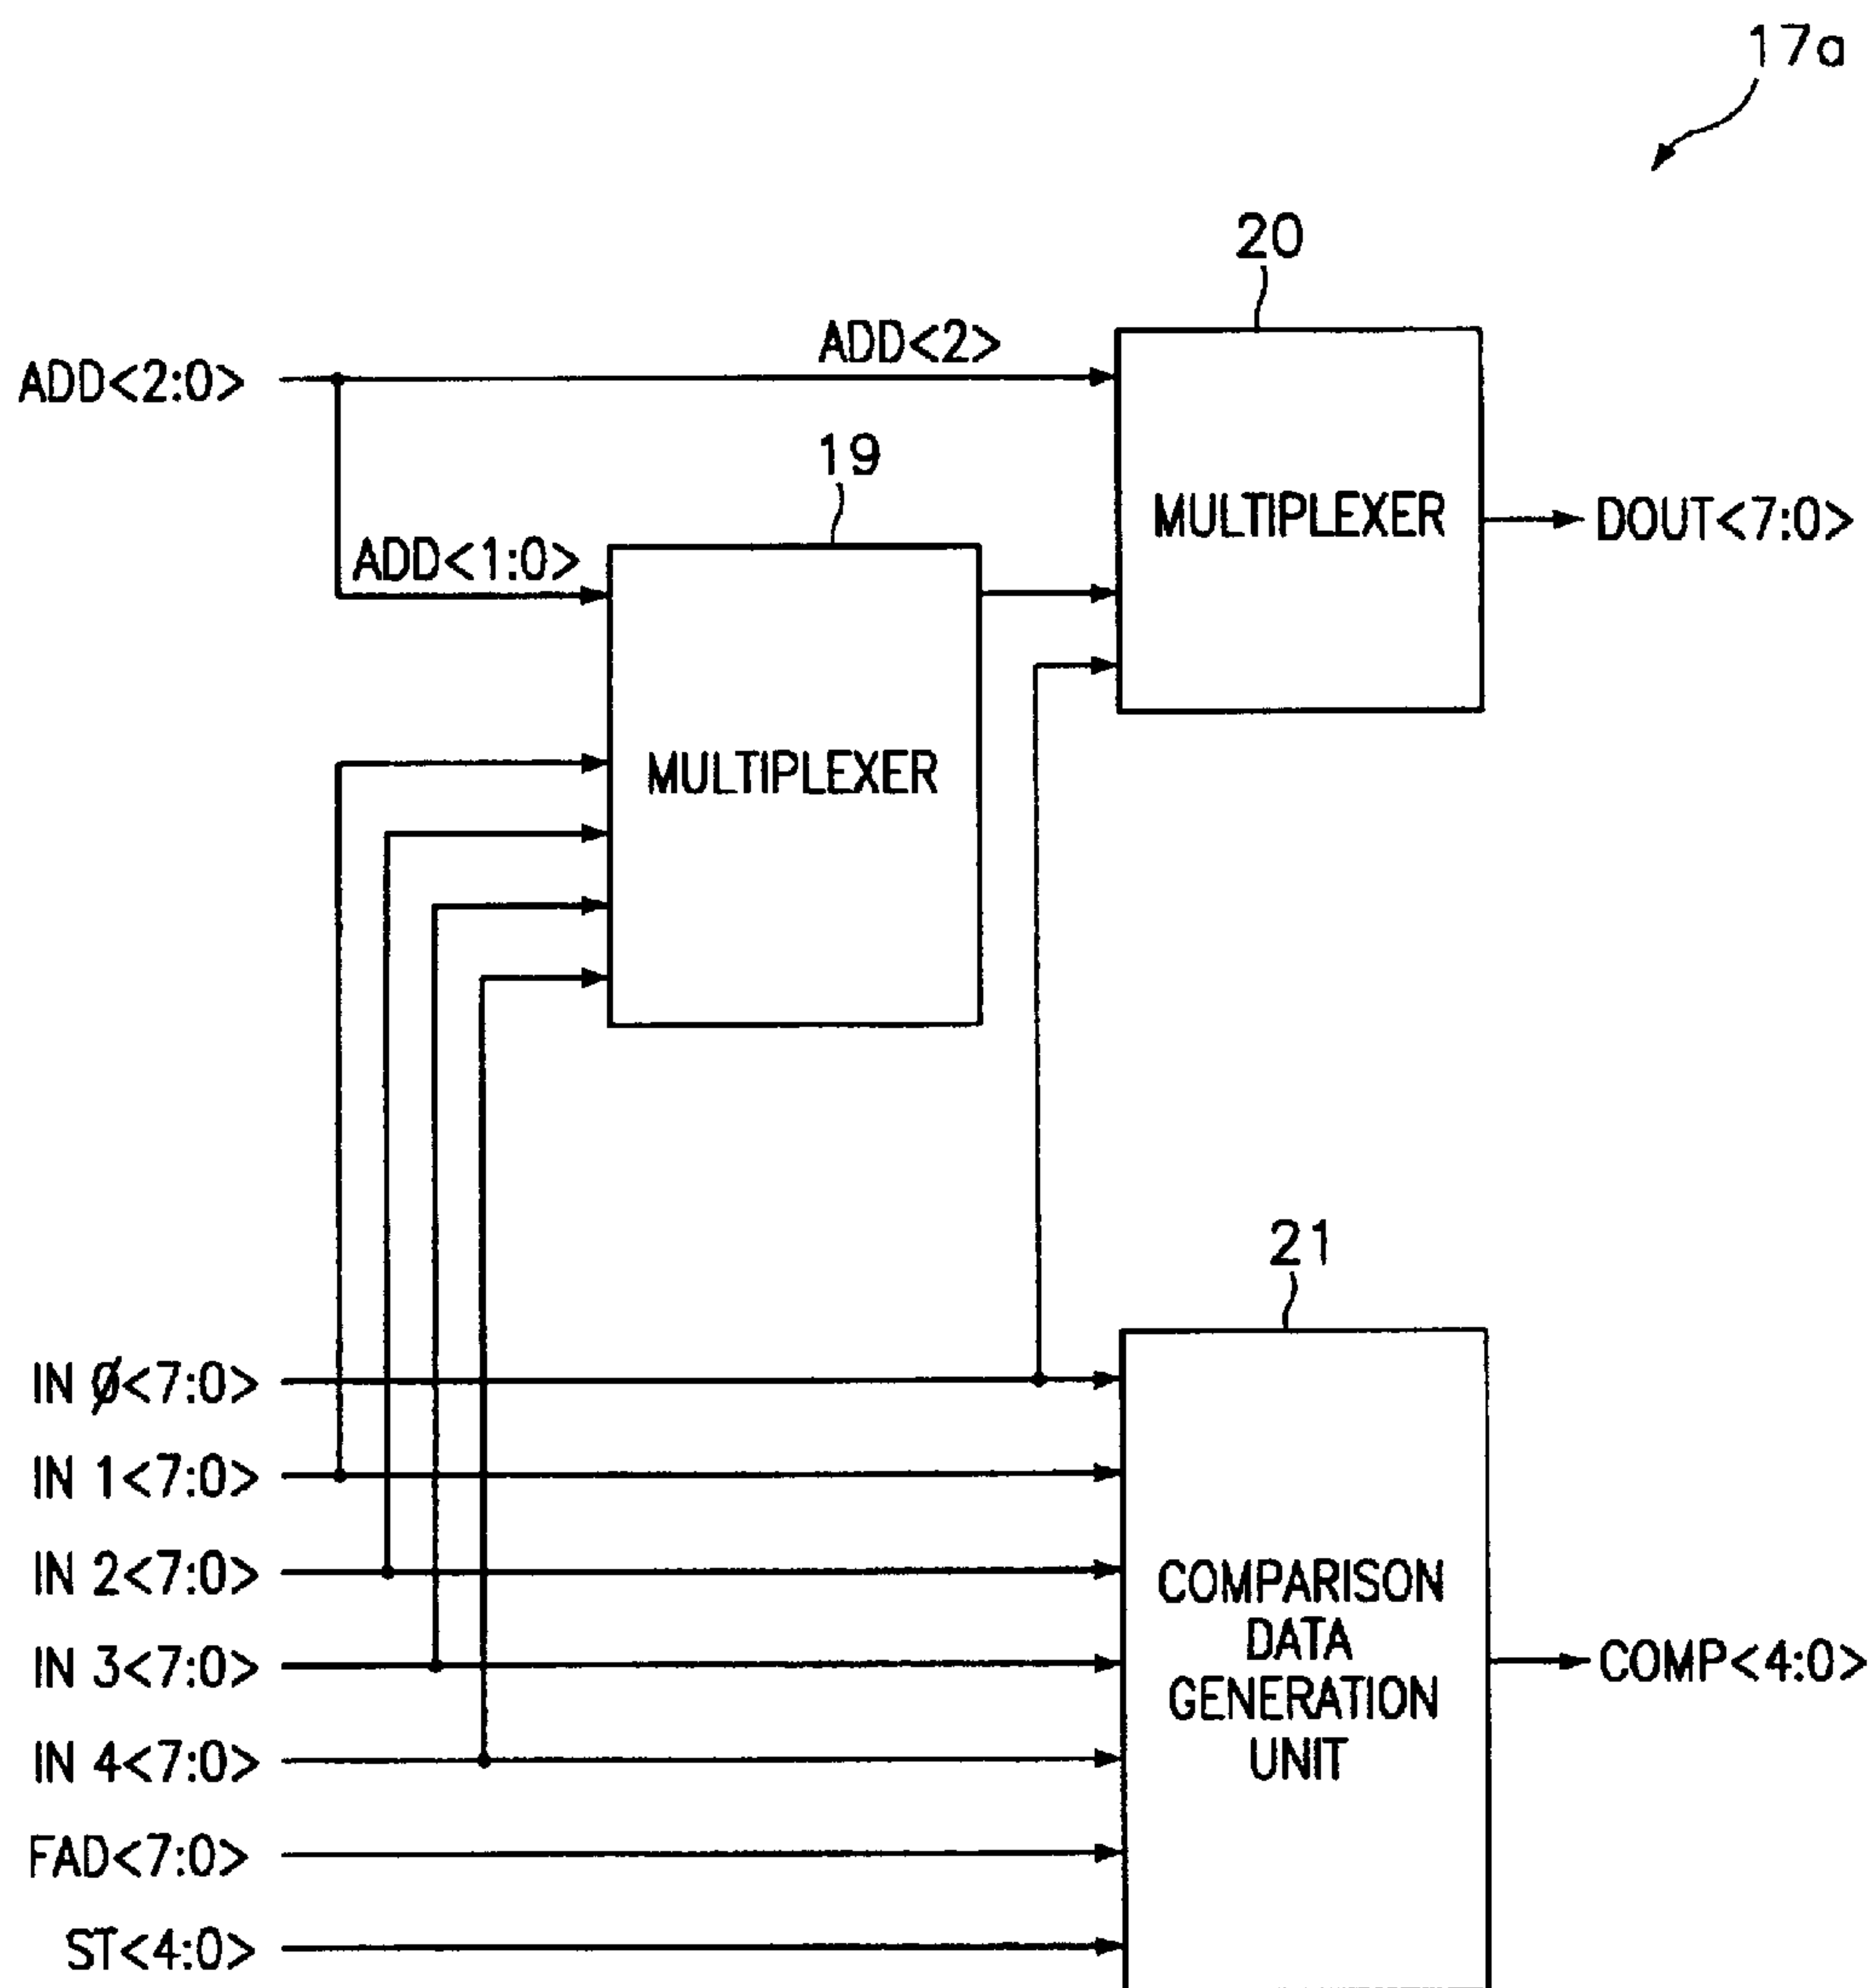 17a
20
ADD<2>
ADD<2:0>
19
MULTIPLEXER
DOUT<7:0>
ADD<1:0>
MULTIPLEXER
21
IN Ø<7:0>
IN 1<7:0>
IN 2<7:0>
IN 3<7:0>
IN 4<7:0>
FAD<7:0>
ST<4:0>
COMPARISON
DATA
GENERATION
UNIT
COMP<4:0>